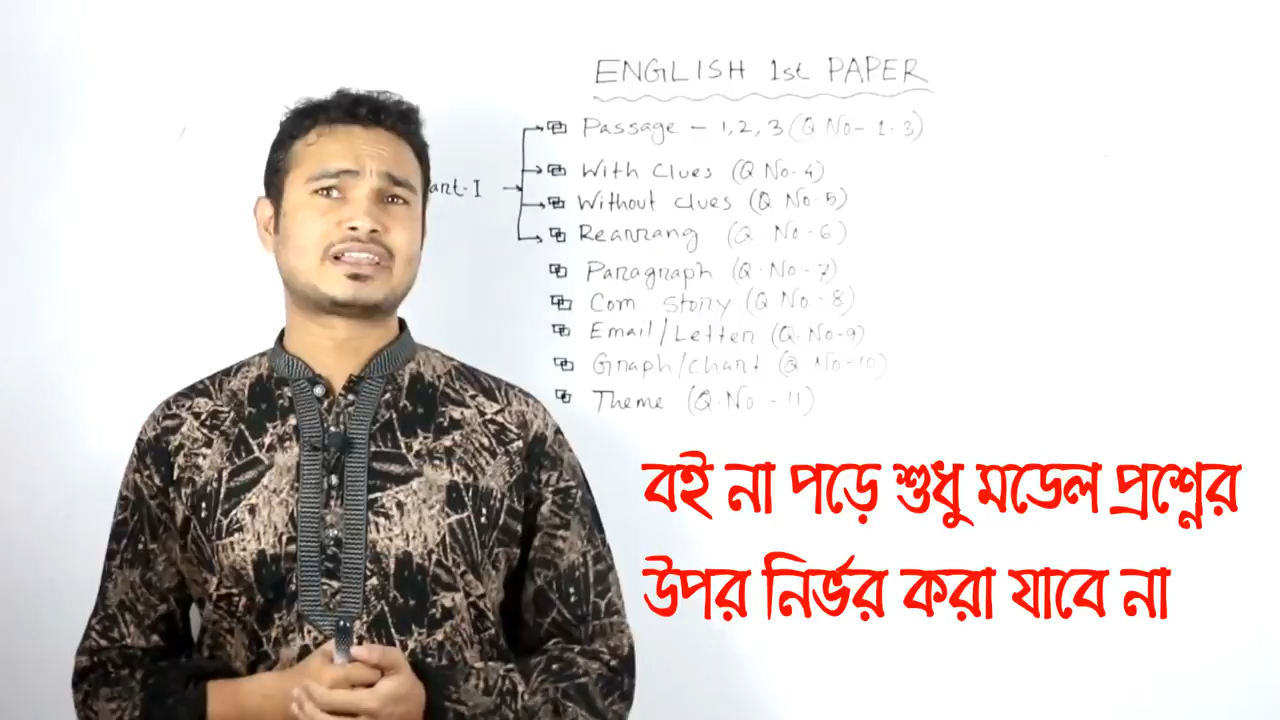 ENGLISH 1st PAPER
Passage - 1, 2, 3 (Q No- 1-3)
With Clues (Q No-4)
art-I
Without Clues (Q No-5)
Rearrang (Q No-6)
Paragraph (Q.No-7)
Com story (Q No-8)
Email/Letter (Q.No-9)
Graph/chart (Q No-10)
Theme (Q.No-11)
বই না পড়ে শুধু মডেল প্রশ্নের
উপর নির্ভর করা যাবে না